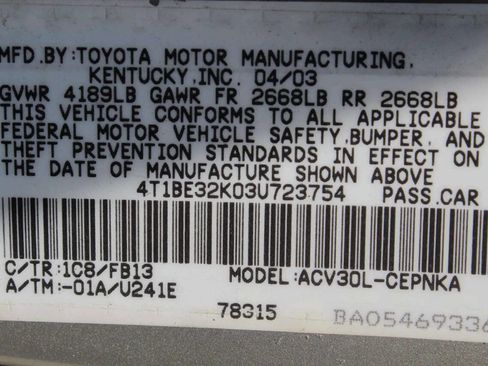 MFD.BY:TOYOTA MOTOR MANUFACTURING,
KENTUCKY,INC. 04/03
GVWR 4189LB GAWR FR 2668LB RR 2668LB
THIS VEHICLE CONFORMS TO ALL APPLICABLE
FEDERAL MOTOR VEHICLE SAFETY,BUMPER, AND
THEFT PREVENTION STANDARDS IN EFFECT ON
THE DATE OF MANUFACTURE SHOWN ABOVE
4T1BE32K03U723754 PASS.CAR
C/TR:1C8/FB13 MODEL:ACV30L-CEPNKA
A/TM:-01A/U241E
78315 BA05469336